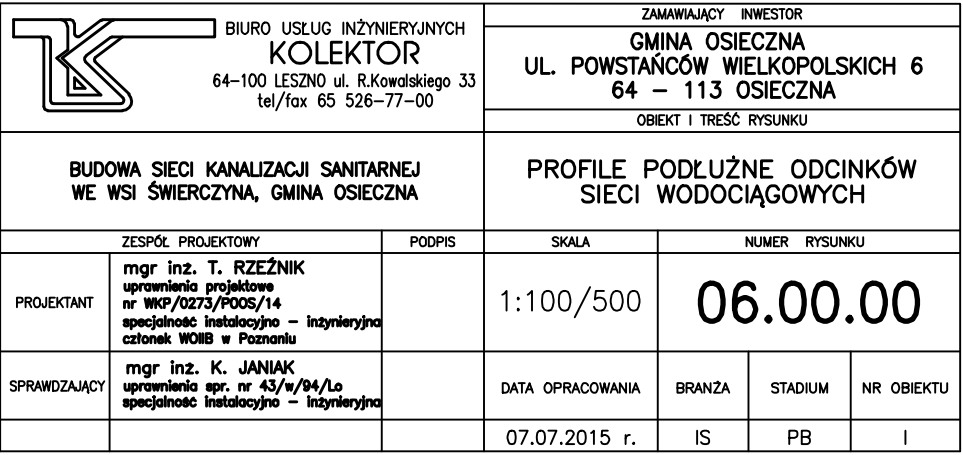 BIURO USŁUG INŻYNIERYJNYCH
KOLEKTOR
64-100 LESZNO ul. R.Kowalskiego 33
tel/fax 65 526-77-00
ZAMAWIAJĄCY INWESTOR
GMINA OSIECZNA
UL. POWSTAŃCÓW WIELKOPOLSKICH 6
64 - 113 OSIECZNA
OBIEKT I TREŚĆ RYSUNKU
BUDOWA SIECI KANALIZACJI SANITARNEJ
WE WSI ŚWIERCZYNA, GMINA OSIECZNA
PROFILE PODŁUŻNE ODCINKÓW
SIECI WODOCIĄGOWYCH
ZESPÓŁ PROJEKTOWY
PODPIS
SKALA
NUMER RYSUNKU
PROJEKTANT
mgr inż. T. RZEŹNIK
uprawnienia projektowe
nr WKP/0273/POOS/14
specjalność instalacyjno - inżynieryjna
członek WOIIB w Poznaniu
1:100/500
06.00.00
SPRAWDZAJĄCY
mgr inż. K. JANIAK
uprawnienia spr. nr 43/w/94/Lo
specjalność instalacyjno - inżynieryjna
DATA OPRACOWANIA
BRANŻA
STADIUM
NR OBIEKTU
07.07.2015 r.
IS
PB
I